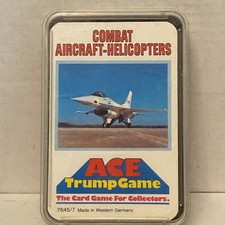 COMBAT
AIRCRAFT-HELICOPTERS
ACE
TrumpGame
The Card Game For Collectors.
7645/7 Made in Western Germany